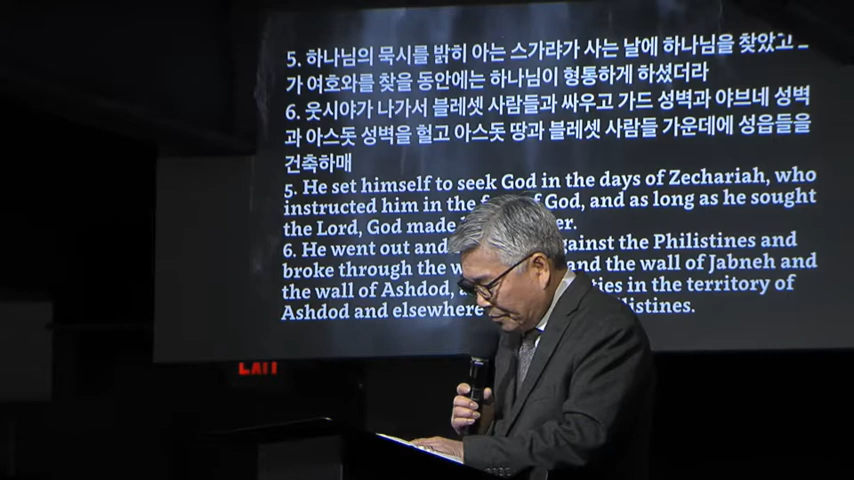 5. 하나님의 묵시를 밝히 아는 스가랴가 사는 날에 하나님을 찾았고
가 여호와를 찾을 동안에는 하나님이 형통하게 하셨더라
6. 웃시야가 나가서 블레셋 사람들과 싸우고 가드 성벽과 야브네 성벽
과 아스돗 성벽을 헐고 아스돗 땅과 블레셋 사람들 가운데에 성읍들을
건축하매
5. He set himself to seek God in the days of Zechariah, who
instructed him in the of God, and as long as he sought
the Lord, God made
6. He went out and against the Philistines and
broke through the and the wall of Jabneh and
the wall of Ashdod, in the territory of
Ashdod and elsewhere
EXIT